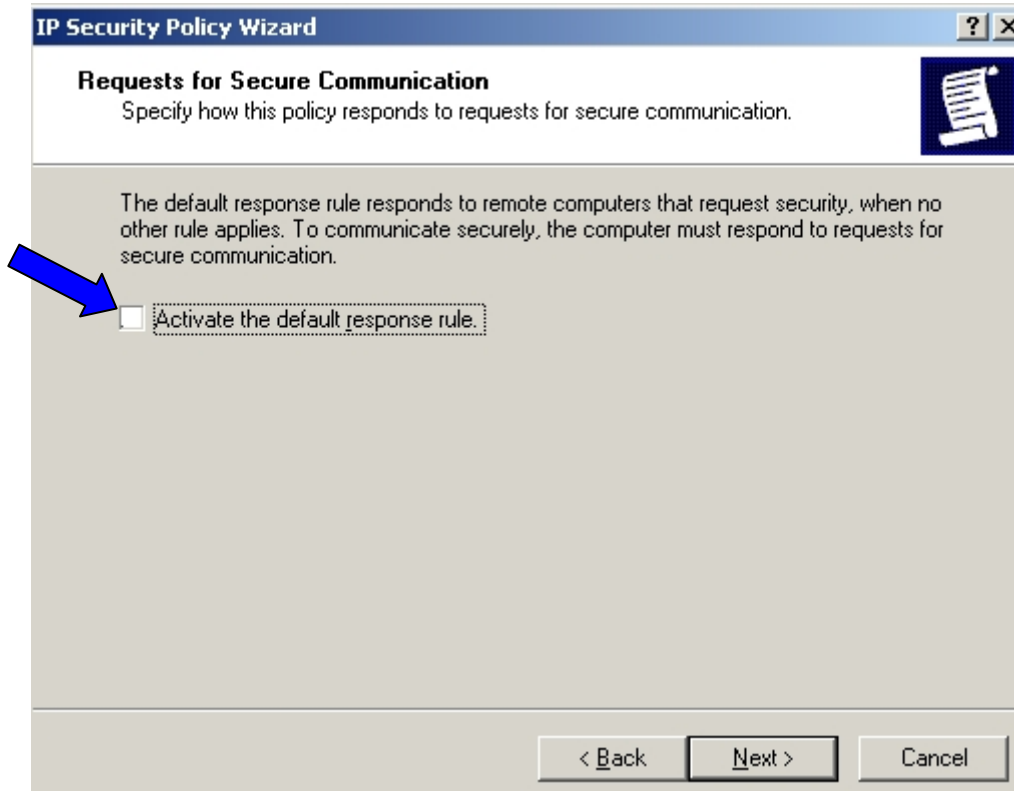 IP Security Policy Wizard
Requests for Secure Communication
Specify how this policy responds to requests for secure communication.
The default response rule responds to remote computers that request security, when no
other rule applies. To communicate securely, the computer must respond to requests for
secure communication.
Activate the default response rule.
< Back Next > Cancel